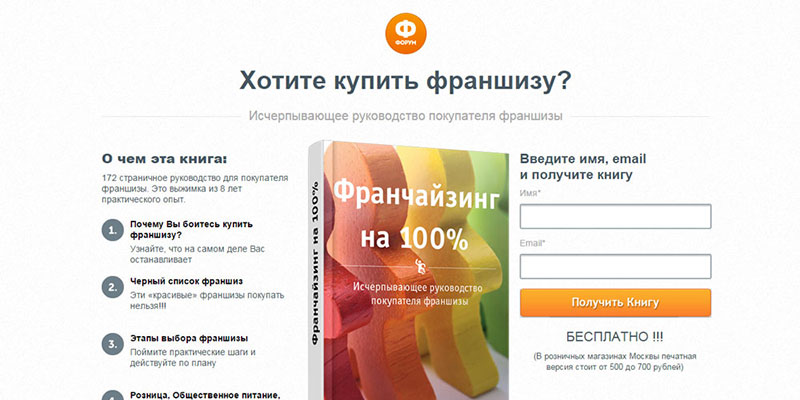 Ф
ФОРУМ
Хотите купить франшизу?
Исчерпывающее руководство покупателя франшизы
О чем эта книга:
172 страничное руководство для покупателя
франшизы. Это выжимка из 8 лет
практического опыт.
1.
Почему Вы боитесь купить
франшизу?
Узнайте, что на самом деле Вас
останавливает
2.
Черный список франшиз
Эти «красивые» франшизы покупать
нельзя!!!
3.
Этапы выбора франшизы
Поймите практические шаги и
действуйте по плану
Розница, Общественное питание,
Франчайзинг на 100%
Франчайзинг
на 100%
Исчерпывающее руководство
покупателя франшизы
Введите имя, email
и получите книгу
Имя*
Email*
Получить Книгу
БЕСПЛАТНО !!!
(В розничных магазинах Москвы печатная
версия стоит от 500 до 700 рублей)